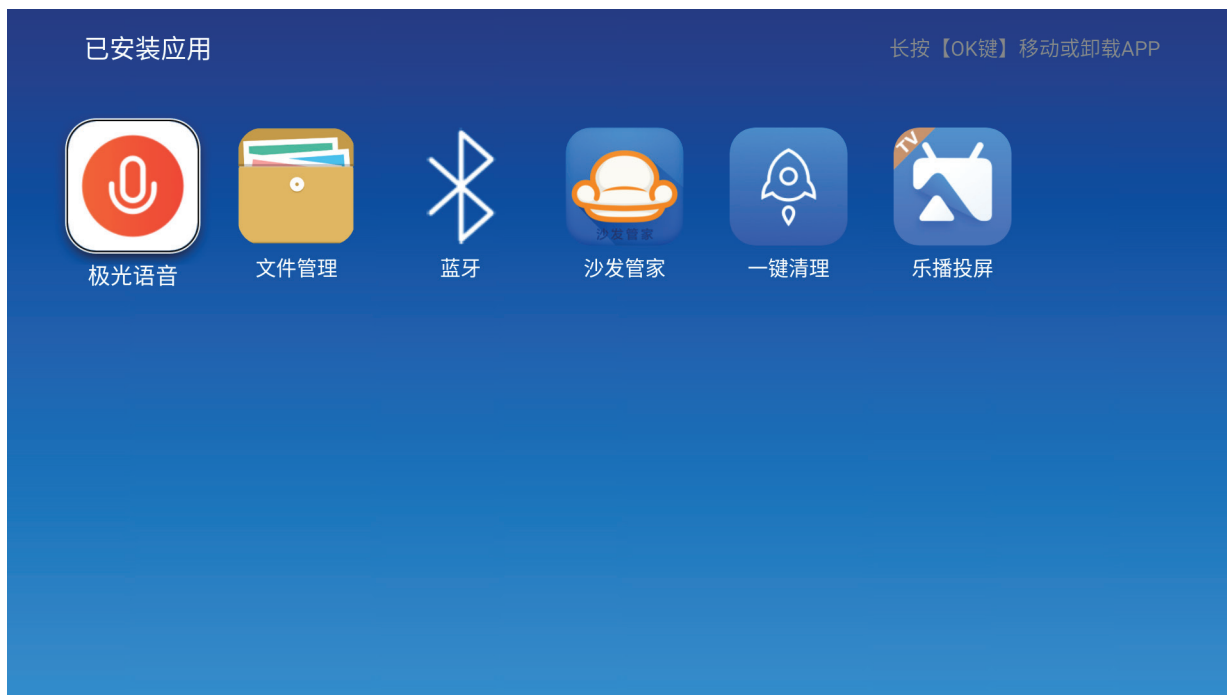 已安装应用
长按【OK键】移动或卸载APP
TV
沙发管家
极光语音
文件管理
蓝牙
沙发管家
一键清理
乐播投屏